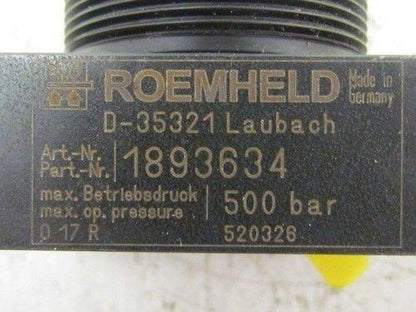 ROEMHELD Made in Germany
D-35321 Laubach
Art.-Nr.
Part.-Nr. 1893634
max. Betriebsdruck
max. op. pressure 500 bar
0 17 R 520326